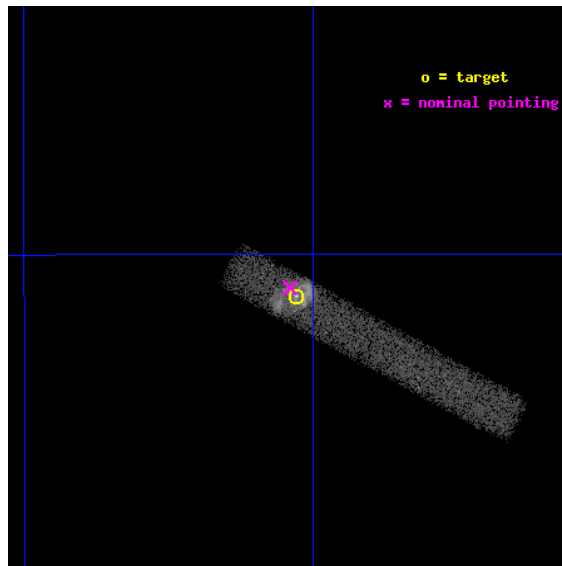 o = target
x = nominal pointing